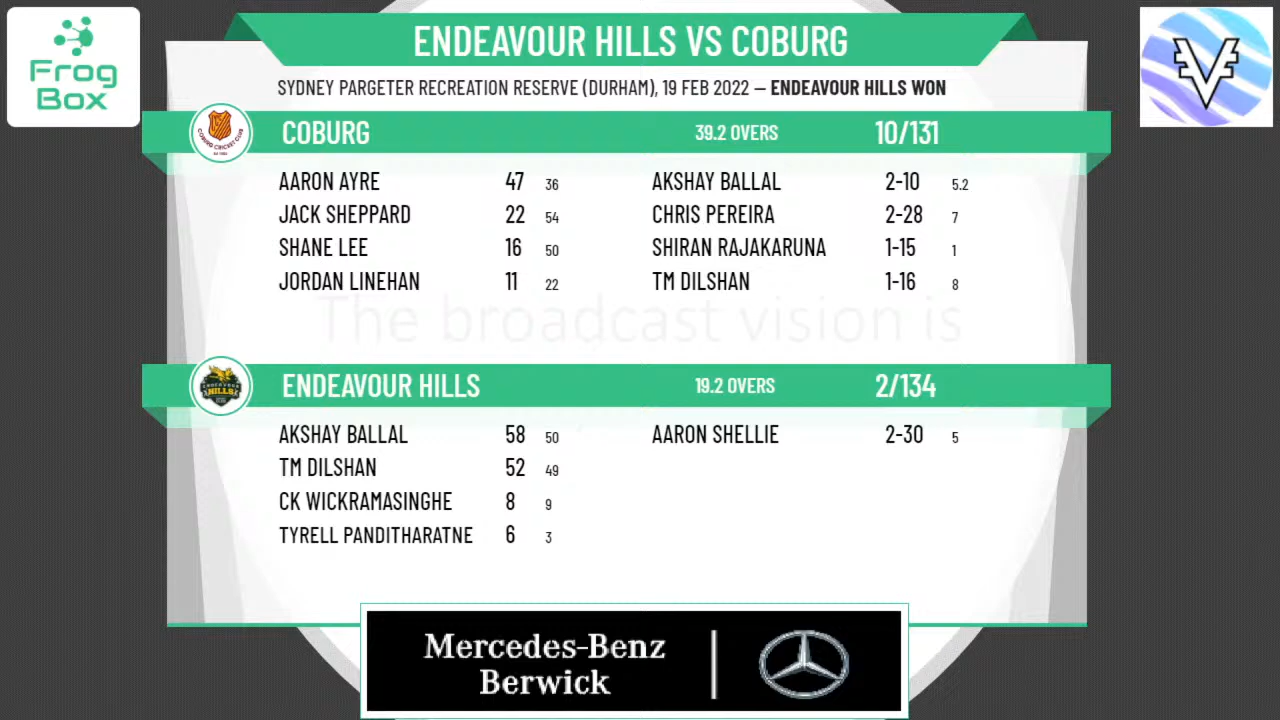 Frog
Box
ENDEAVOUR HILLS VS COBURG
SYDNEY PARGETER RECREATION RESERVE (DURHAM), 19 FEB 2022 – ENDEAVOUR HILLS WON
COBURG 39.2 OVERS 10/131
AARON AYRE 47 36 AKSHAY BALLAL 2-10 5.2
JACK SHEPPARD 22 54 CHRIS PEREIRA 2-28 7
SHANE LEE 16 50 SHIRAN RAJAKARUNA 1-15 1
JORDAN LINEHAN 11 22 TM DILSHAN 1-16 8
The broadcast vision is
ENDEAVOUR HILLS 19.2 OVERS 2/134
AKSHAY BALLAL 58 50 AARON SHELLIE 2-30 5
TM DILSHAN 52 49
CK WICKRAMASINGHE 8 9
TYRELL PANDITHARATNE 6 3
Mercedes-Benz
Berwick